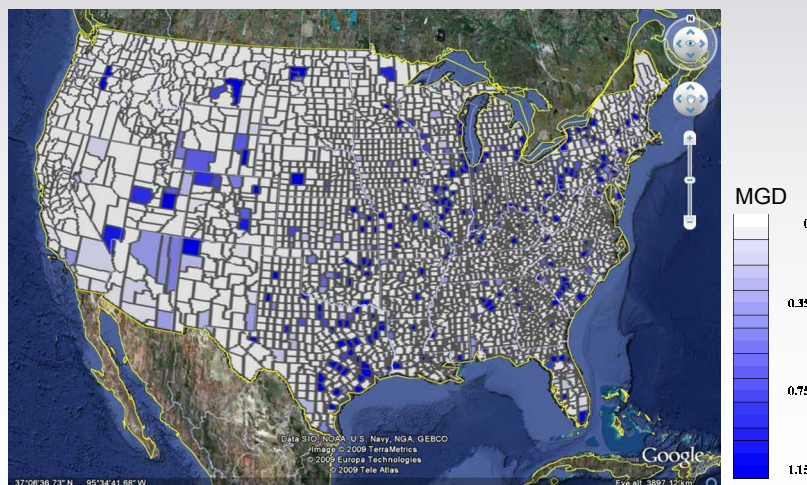 N
MGD
0
0.35
0.75
1.15
Data SIO, NOAA, U.S. Navy, NGA, GEBCO
Image © 2009 TerraMetrics
© 2009 Europa Technologies
© 2009 Tele Atlas
Google
37°06'36.73" N 95°34'41.68" W
Eye alt 3897.12 km